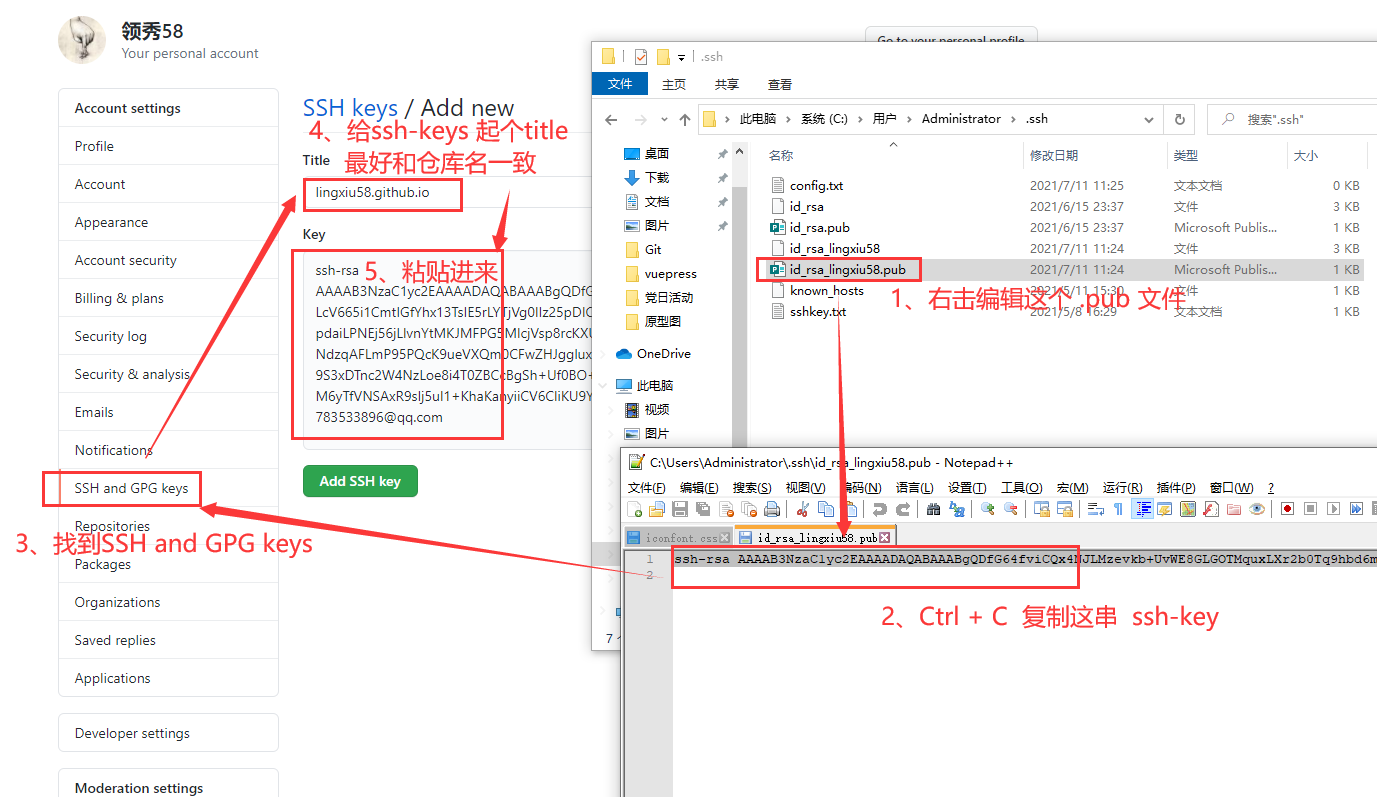 领秀58
Your personal account
Go to your personal profile
Account settings
Profile
Account
Appearance
Account security
Billing & plans
Security log
Security & analysis
Emails
Notifications
SSH and GPG keys
Repositories
3、找到SSH and GPG keys
Packages
Organizations
Saved replies
Applications
Developer settings
Moderation settings
SSH keys / Add new
4、给ssh-keys 起个title
最好和仓库名一致
Title
lingxiu58.github.io
Key
ssh-rsa
5、粘贴进来
AAAAB3NzaC1yc2EAAAADAQABAAABgQDfG
783533896@qq.com
Add SSH key
.ssh
文件 主页 共享 查看
此电脑 › 系统 (C:) › 用户 › Administrator › .ssh
搜索".ssh"
桌面
下载
文档
图片
Git
vuepress
党日活动
原型图
OneDrive
此电脑
视频
图片
7
名称 修改日期 类型 大小
config.txt 2021/7/11 11:25 文本文档 0 KB
id_rsa 2021/6/15 23:37 文件 3 KB
id_rsa.pub 2021/6/15 23:37 Microsoft Publis... 1 KB
id_rsa_lingxiu58 2021/7/11 11:24 文件 3 KB
id_rsa_lingxiu58.pub 2021/7/11 11:24 Microsoft Publis... 1 KB
known_hosts 2021/5/11 15:30 文件 1 KB
sshkey.txt 2021/5/8 16:29 文本文档 1 KB
1、右击编辑这个 .pub 文件
C:\Users\Administrator\.ssh\id_rsa_lingxiu58.pub - Notepad++
文件(F) 编辑(E) 搜索(S) 视图(V) 编码(N) 语言(L) 设置(T) 工具(O) 宏(M) 运行(R) 插件(P) 窗口(W) ?
iconfont.css id_rsa_lingxiu58.pub
1 ssh-rsa AAAAB3NzaC1yc2EAAAADAQABAAABgQDfG64fviCQx4NJLMzevkb+UvWE8GLGOTMquxLXr2b0Tq9hbd6m
2
2、Ctrl + C 复制这串 ssh-key